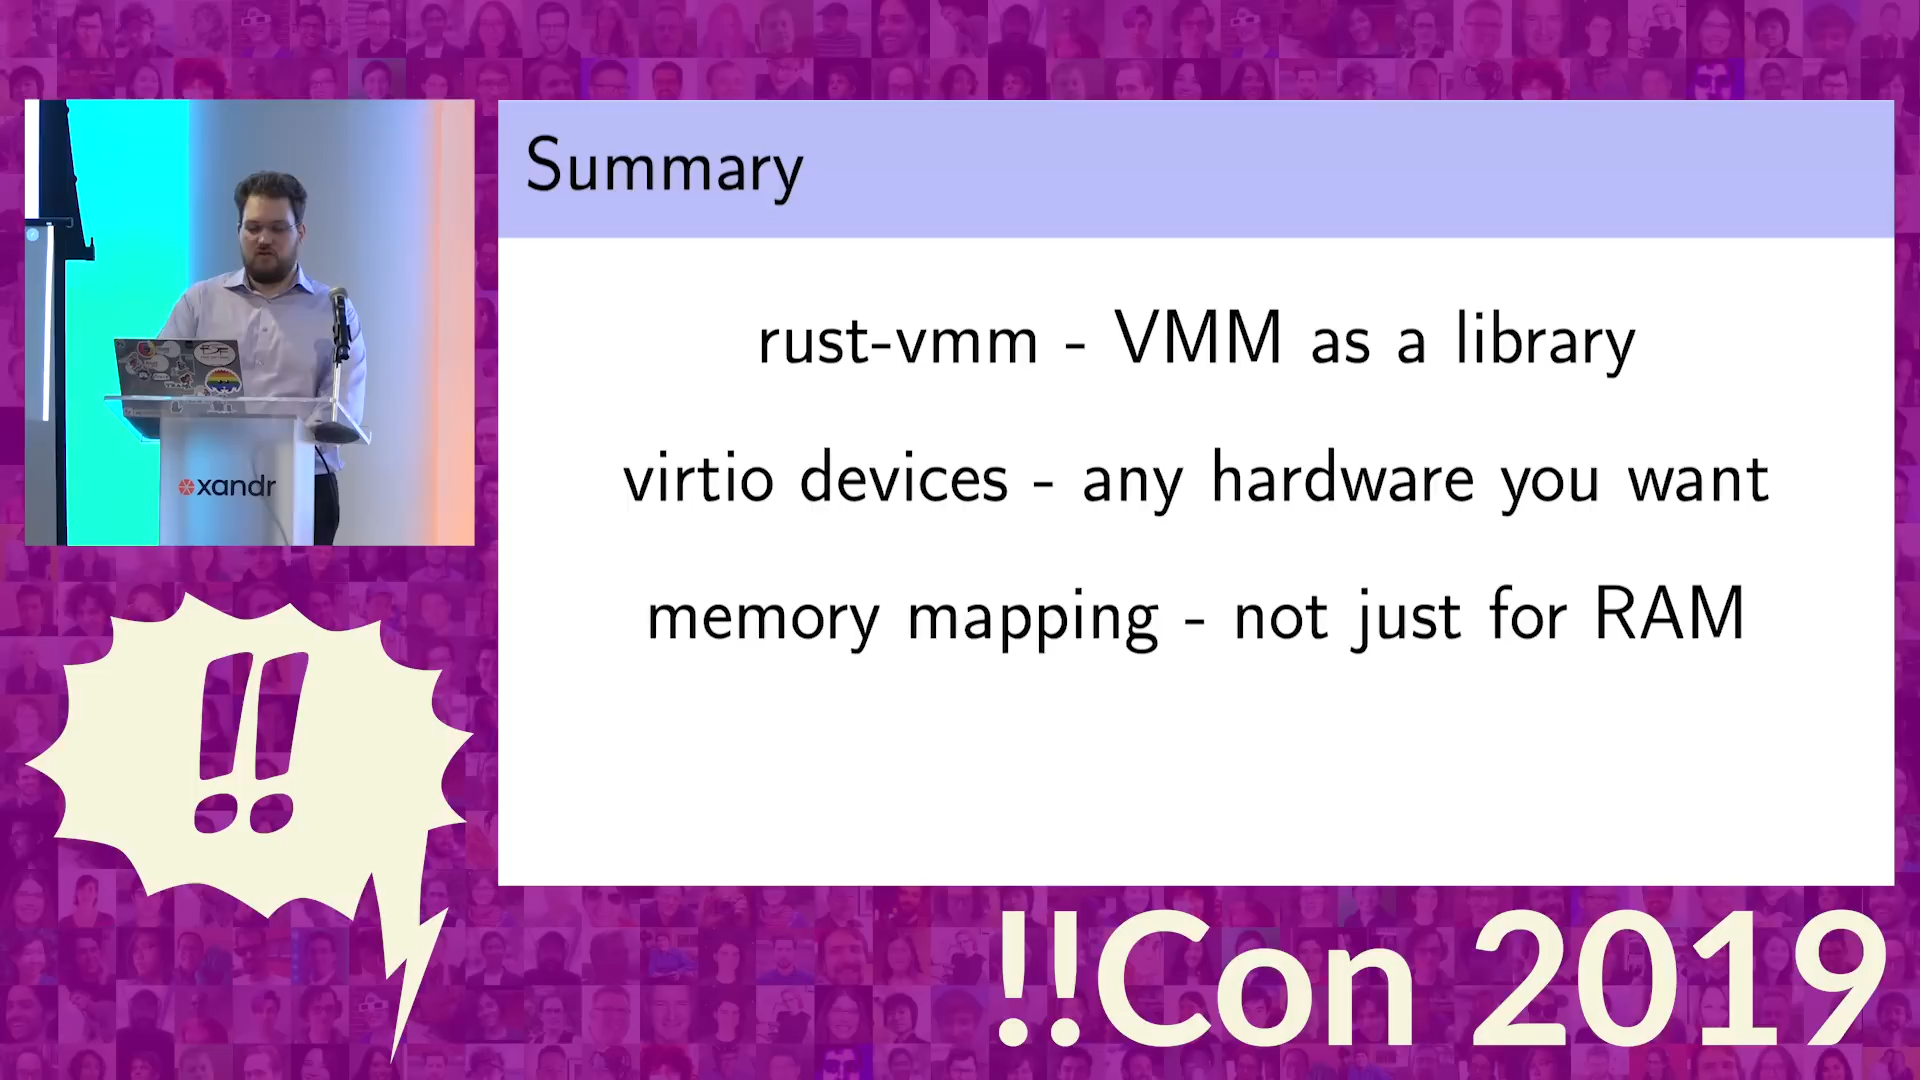 Summary
rust-vmm - VMM as a library
virtio devices - any hardware you want
memory mapping - not just for RAM
xandr
!!
!!Con 2019